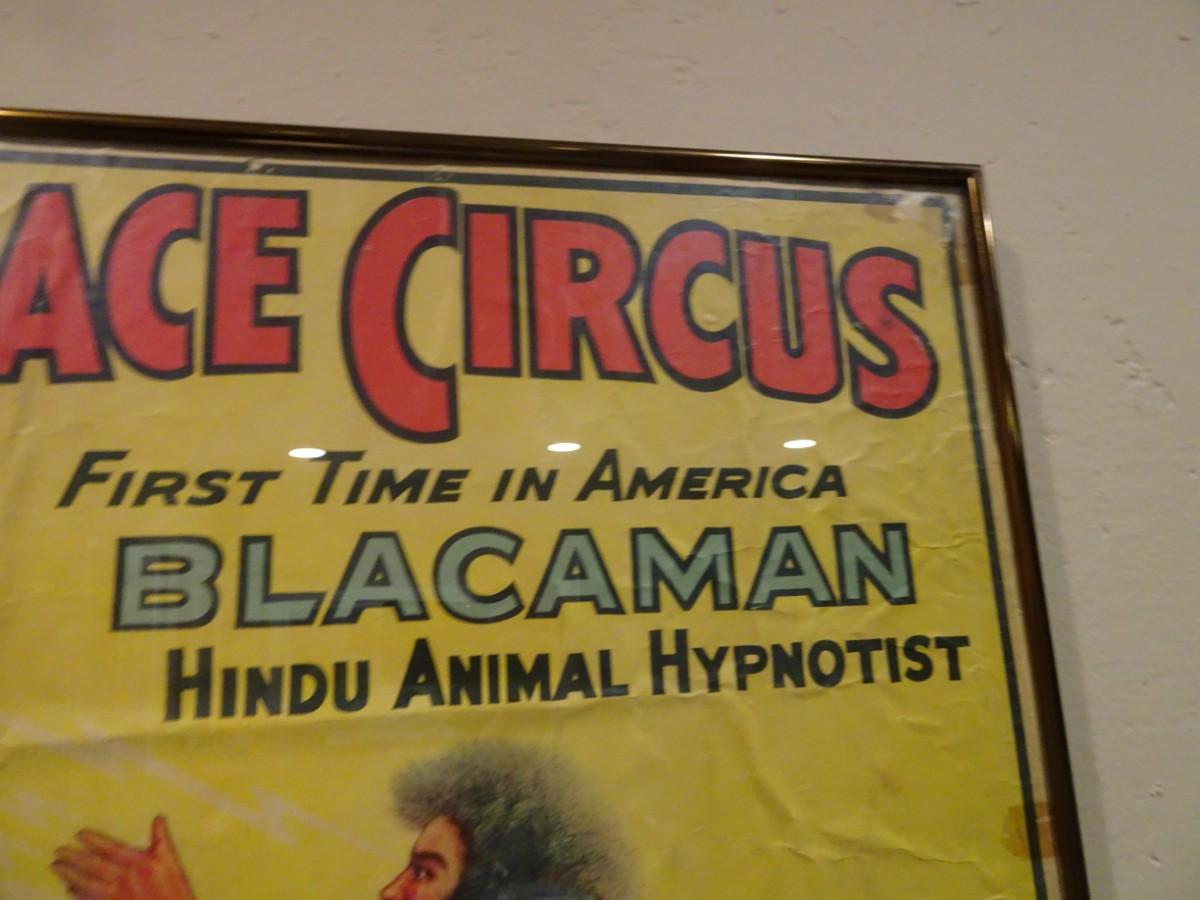 ACE CIRCUS
FIRST TIME IN AMERICA
BLACAMAN
HINDU ANIMAL HYPNOTIST